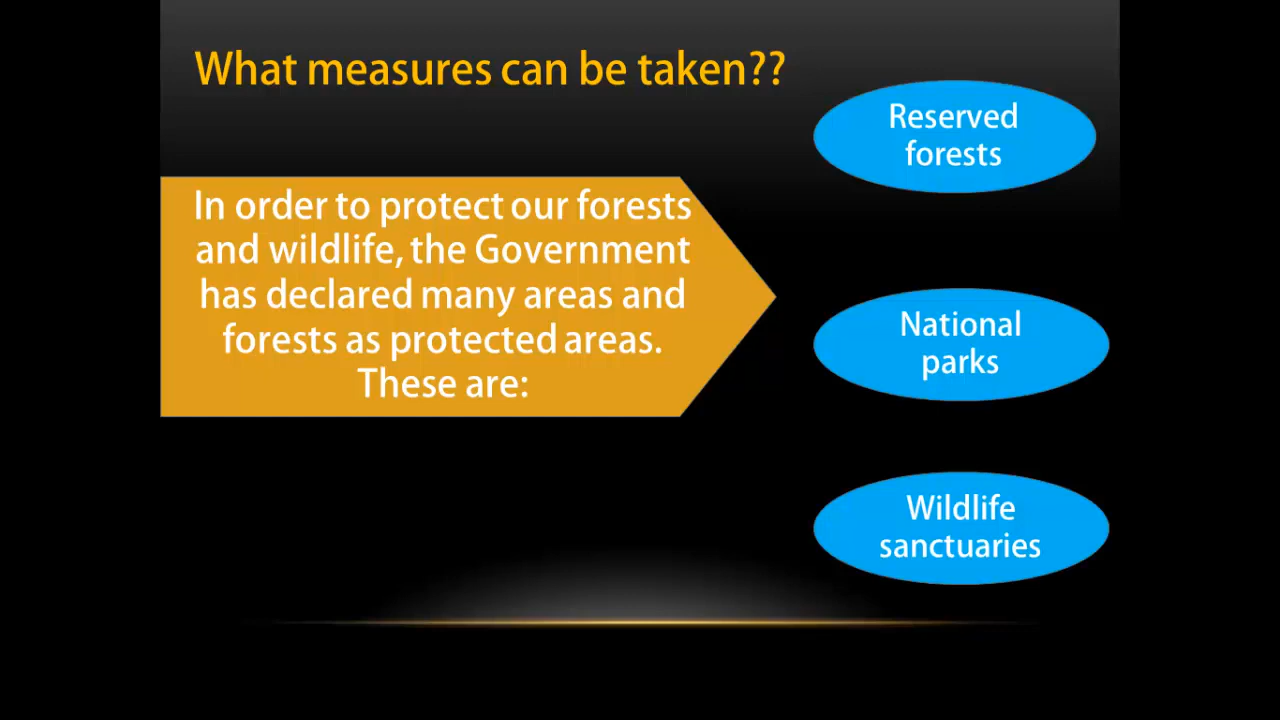 What measures can be taken??
In order to protect our forests
and wildlife, the Government
has declared many areas and
forests as protected areas.
These are:
Reserved
forests
National
parks
Wildlife
sanctuaries